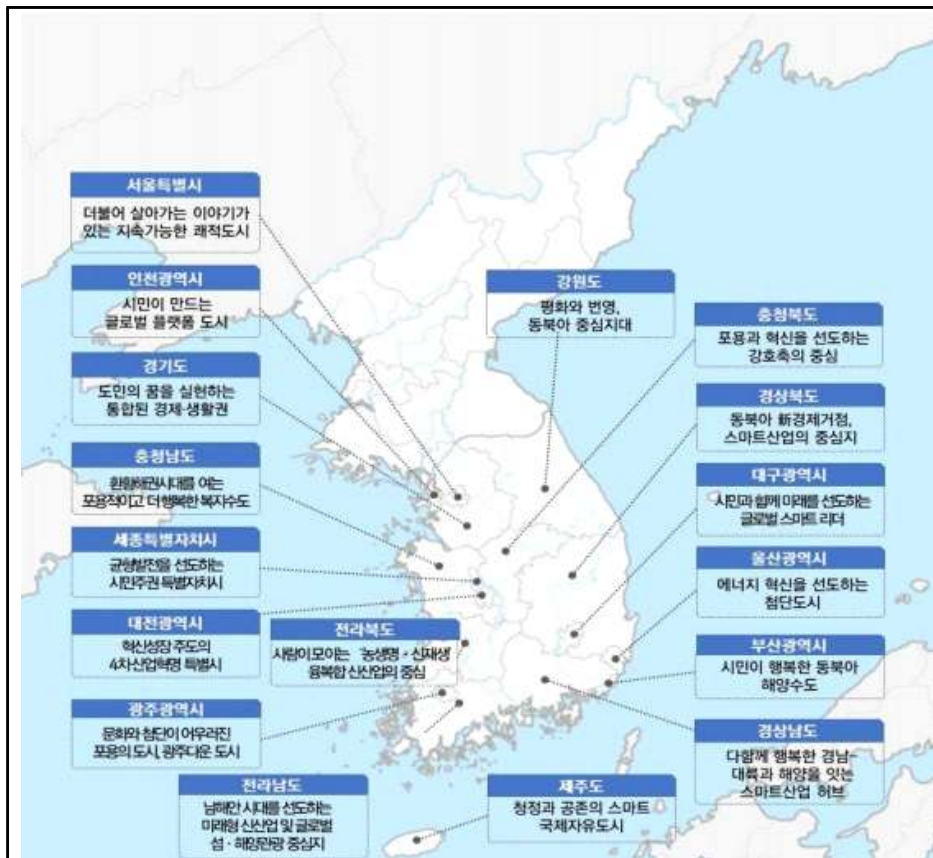 서울특별시
더불어 살아가는 이야기가
있는 지속가능한 쾌적도시
인천광역시
시민이 만드는
글로벌 플랫폼 도시
경기도
도민의 꿈을 실현하는
통합된 경제·생활권
충청남도
환황해권시대를 여는
포용적이고 더 행복한 복지수도
세종특별자치시
균형발전을 선도하는
시민주권 특별자치시
대전광역시
혁신성장 주도의
4차산업혁명 특별시
광주광역시
문화와 첨단이 어우러진
포용의 도시, 광주다운 도시
전라북도
사람이 모이는 '농생명·신재생'
융복합 신산업의 중심
전라남도
남해안 시대를 선도하는
미래형 신산업 및 글로벌
섬·해양관광 중심지
강원도
평화와 번영,
동북아 중심지대
충청북도
포용과 혁신을 선도하는
강호축의 중심
경상북도
동북아 新경제거점,
스마트산업의 중심지
대구광역시
시민과 함께 미래를 선도하는
글로벌 스마트 리더
울산광역시
에너지 혁신을 선도하는
첨단도시
부산광역시
시민이 행복한 동북아
해양수도
경상남도
다함께 행복한 경남-
대륙과 해양을 잇는
스마트산업 허브
제주도
청정과 공존의 스마트
국제자유도시